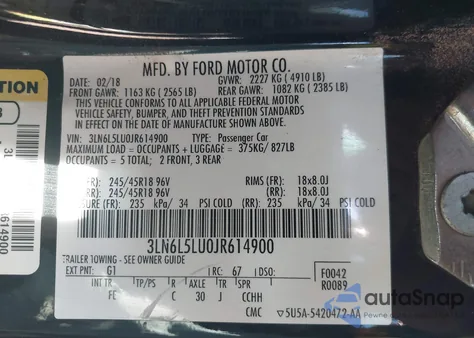 MFD. BY FORD MOTOR CO.
DATE: 02/18 GVWR: 2227 KG ( 4910 LB)
FRONT GAWR: 1163 KG ( 2565 LB) REAR GAWR: 1082 KG ( 2385 LB)
THIS VEHICLE CONFORMS TO ALL APPLICABLE FEDERAL MOTOR
VEHICLE SAFETY, BUMPER, AND THEFT PREVENTION STANDARDS
IN EFFECT ON THE DATE OF MANUFACTURE SHOWN ABOVE.
VIN: 3LN6L5LU0JR614900 TYPE: Passenger Car
MAXIMUM LOAD = OCCUPANTS + LUGGAGE = 375KG/ 827LB
OCCUPANTS = 5 TOTAL; 2 FRONT, 3 REAR
(FR): 245/45R18 96V RIMS (FR): 18x8.0J
(RR): 245/45R18 96V (RR): 18x8.0J
(FR): 235 kPa/ 34 PSI COLD (RR): 235 kPa/ 34 PSI COLD
3LN6L5LU0JR614900
TRAILER TOWING - SEE OWNER GUIDE
EXT PNT: G1 RC: 67 DSO: F0042
INT TR TP/PS R AXLE TR SPR R0089
FE C 30 J CCHH
CMC 5U5A-5420472-AA
614900
autoSnap